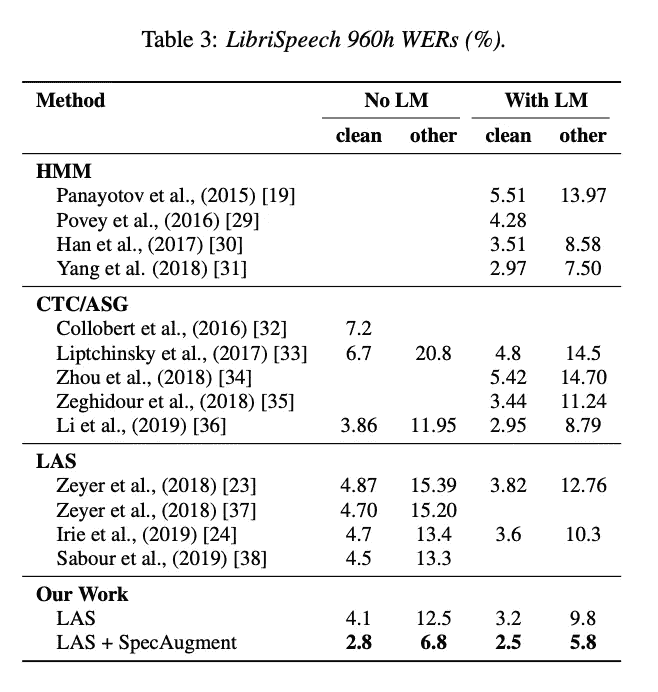 Table 3: LibriSpeech 960h WERs (%).
Method No LM With LM
clean other clean other
HMM
Panayotov et al., (2015) [19] 5.51 13.97
Povey et al., (2016) [29] 4.28
Han et al., (2017) [30] 3.51 8.58
Yang et al. (2018) [31] 2.97 7.50
CTC/ASG
Collobert et al., (2016) [32] 7.2
Liptchinsky et al., (2017) [33] 6.7 20.8 4.8 14.5
Zhou et al., (2018) [34] 5.42 14.70
Zeghidour et al., (2018) [35] 3.44 11.24
Li et al., (2019) [36] 3.86 11.95 2.95 8.79
LAS
Zeyer et al., (2018) [23] 4.87 15.39 3.82 12.76
Zeyer et al., (2018) [37] 4.70 15.20
Irie et al., (2019) [24] 4.7 13.4 3.6 10.3
Sabour et al., (2019) [38] 4.5 13.3
Our Work
LAS 4.1 12.5 3.2 9.8
LAS + SpecAugment 2.8 6.8 2.5 5.8